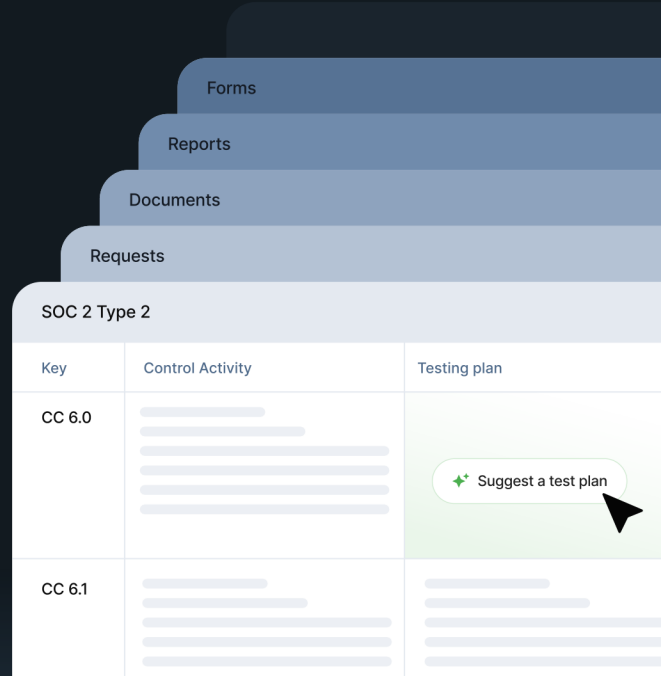 Forms
Reports
Documents
Requests
SOC 2 Type 2
Key
Control Activity
Testing plan
CC 6.0
Suggest a test plan
CC 6.1